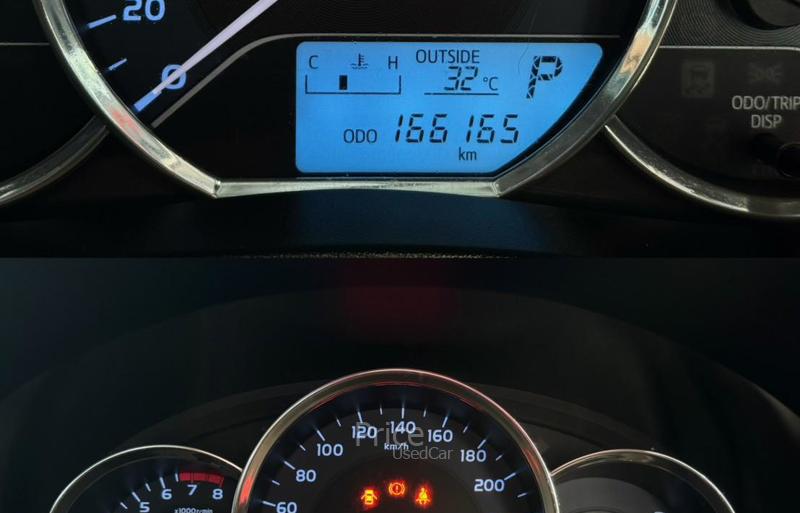 20
0
C H OUTSIDE
32 °C P
ODO 166165
km
ODO/TRIP
DISP
120 140 160
100 km/h 180
80 200
60
Price
UsedCar
5 6 7 8
x1000r/min